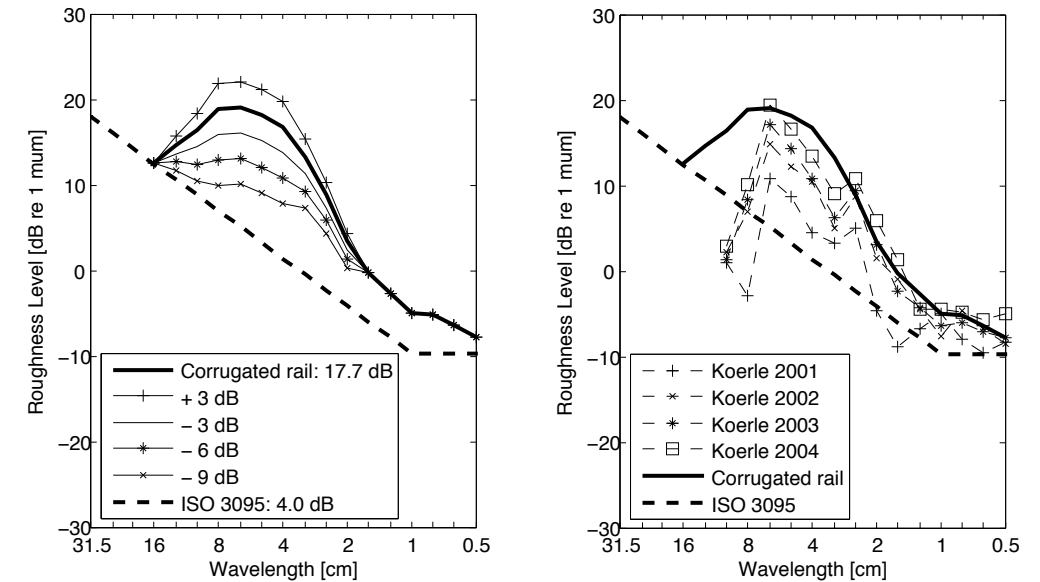 30
20
10
0
−10
−20
−30
31.5 16 8 4 2 1 0.5
Wavelength [cm]
Roughness Level [dB re 1 mum]
Corrugated rail: 17.7 dB
+ 3 dB
− 3 dB
− 6 dB
− 9 dB
ISO 3095: 4.0 dB
30
20
10
0
−10
−20
−30
31.5 16 8 4 2 1 0.5
Wavelength [cm]
Roughness Level [dB re 1 mum]
Koerle 2001
Koerle 2002
Koerle 2003
Koerle 2004
Corrugated rail
ISO 3095